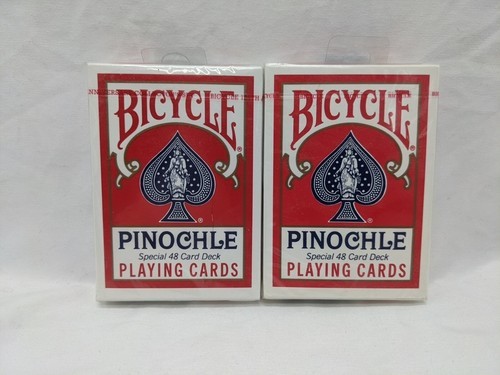 BICYCLE
®
®
PINOCHLE
Special 48 Card Deck
PLAYING CARDS
BICYCLE
®
®
PINOCHLE
Special 48 Card Deck
PLAYING CARDS